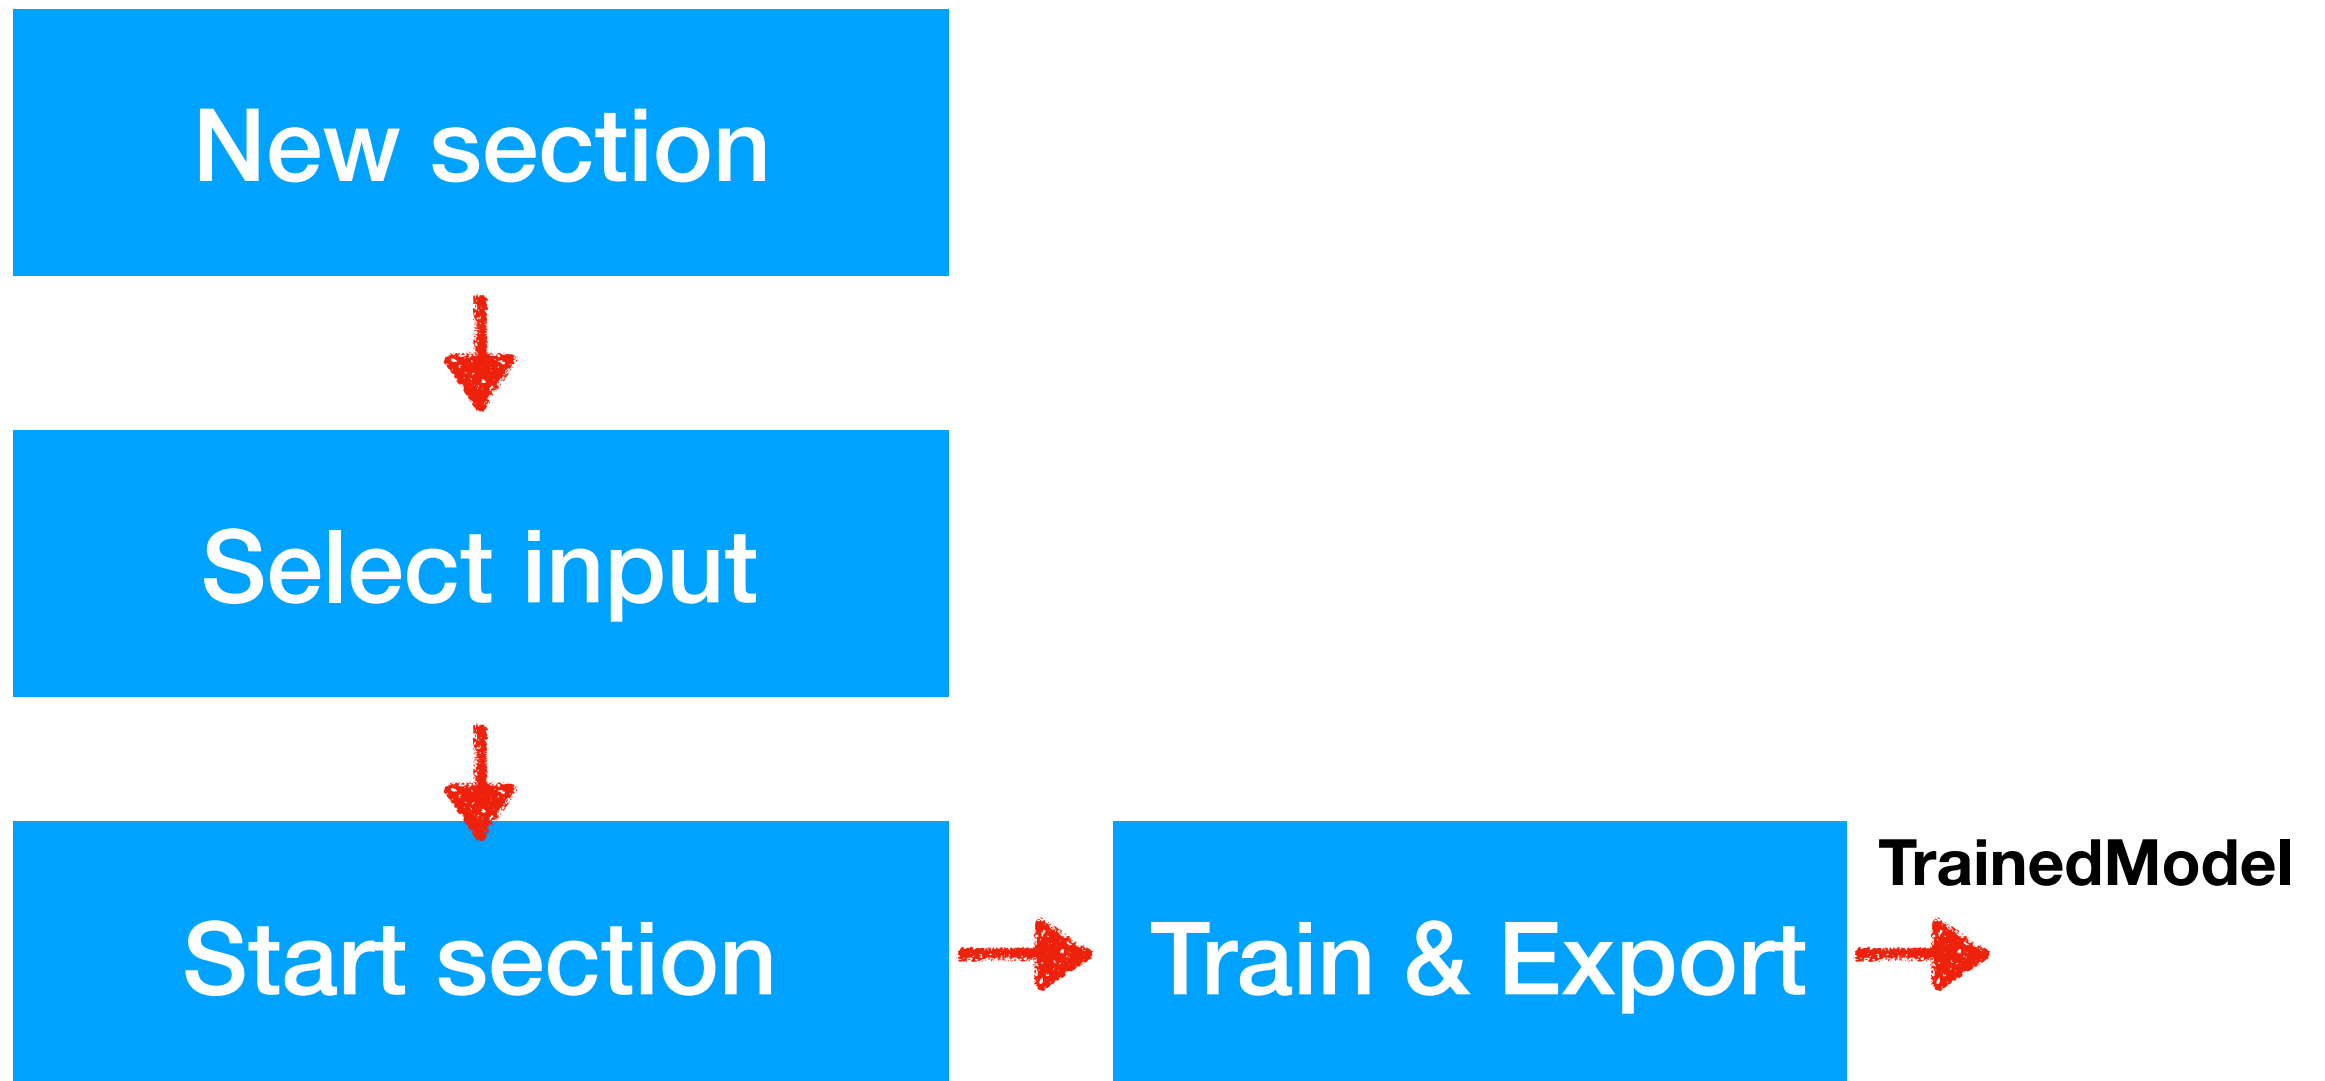 New section
Select input
Start section
Train & Export
TrainedModel